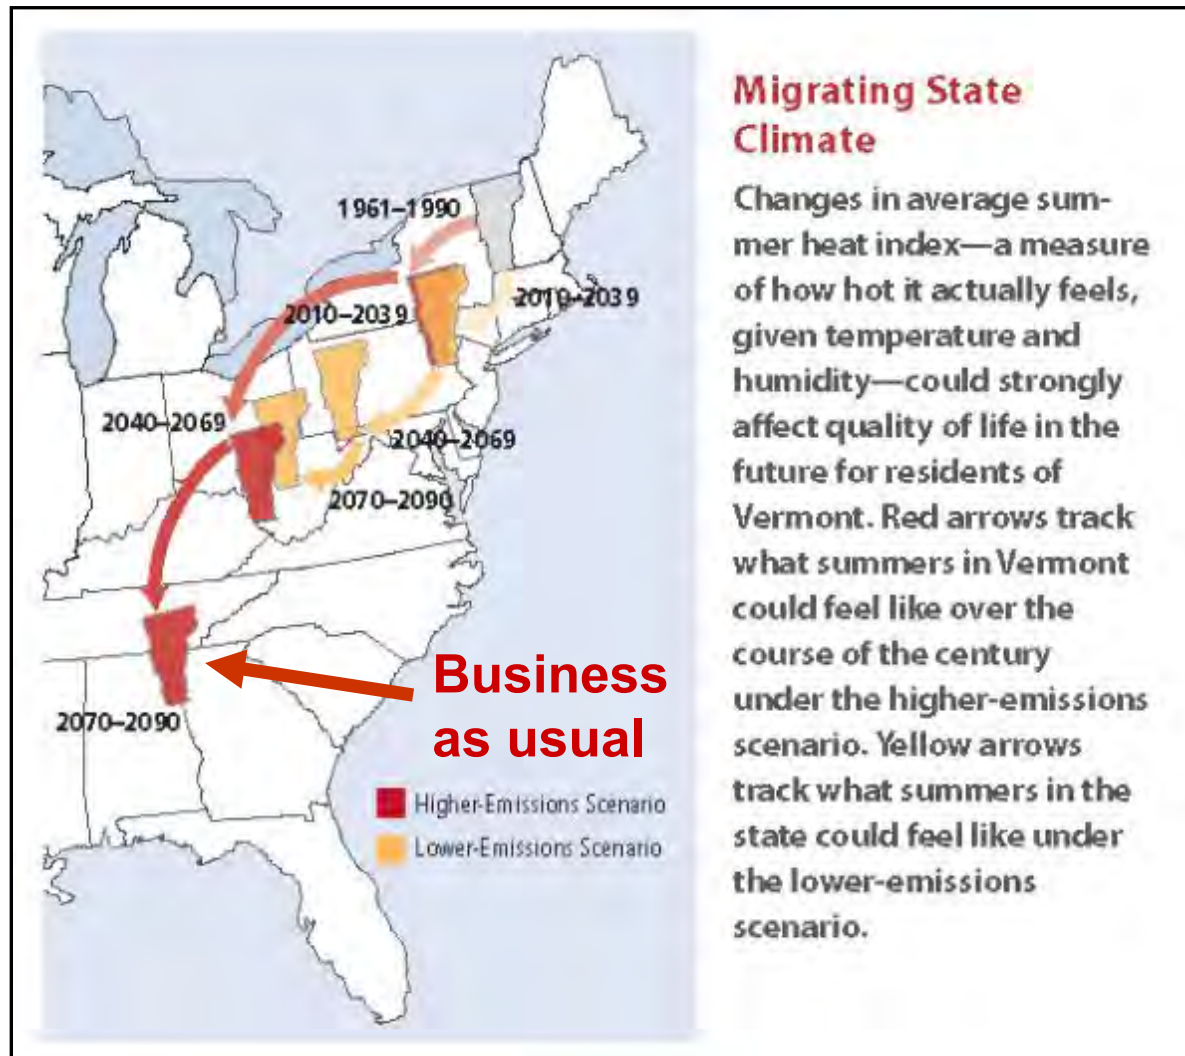 Migrating State
Climate
Changes in average sum-
mer heat index—a measure
of how hot it actually feels,
given temperature and
humidity—could strongly
affect quality of life in the
future for residents of
Vermont. Red arrows track
what summers in Vermont
could feel like over the
course of the century
under the higher-emissions
scenario. Yellow arrows
track what summers in the
state could feel like under
the lower-emissions
scenario.
1961–1990
2010–2039
2010–2039
2040–2069
2040–2069
2070–2090
2070–2090
Business
as usual
Higher-Emissions Scenario
Lower-Emissions Scenario